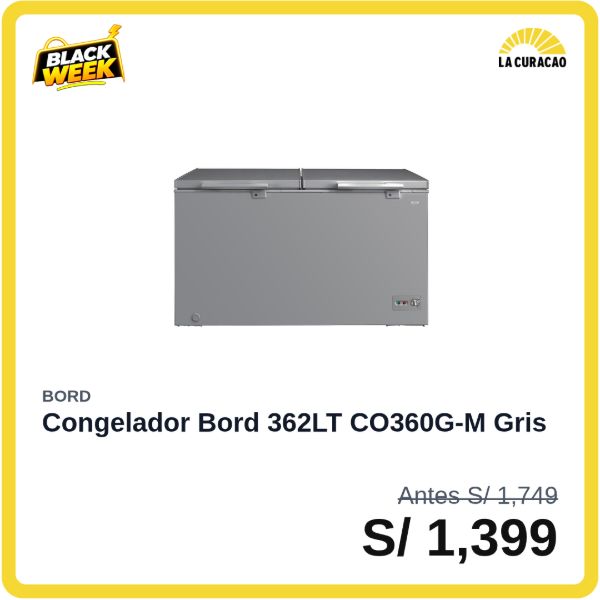 BLACK
WEEK
LA CURACAO
BORD
Congelador Bord 362LT CO360G-M Gris
Antes S/ 1,749
S/ 1,399